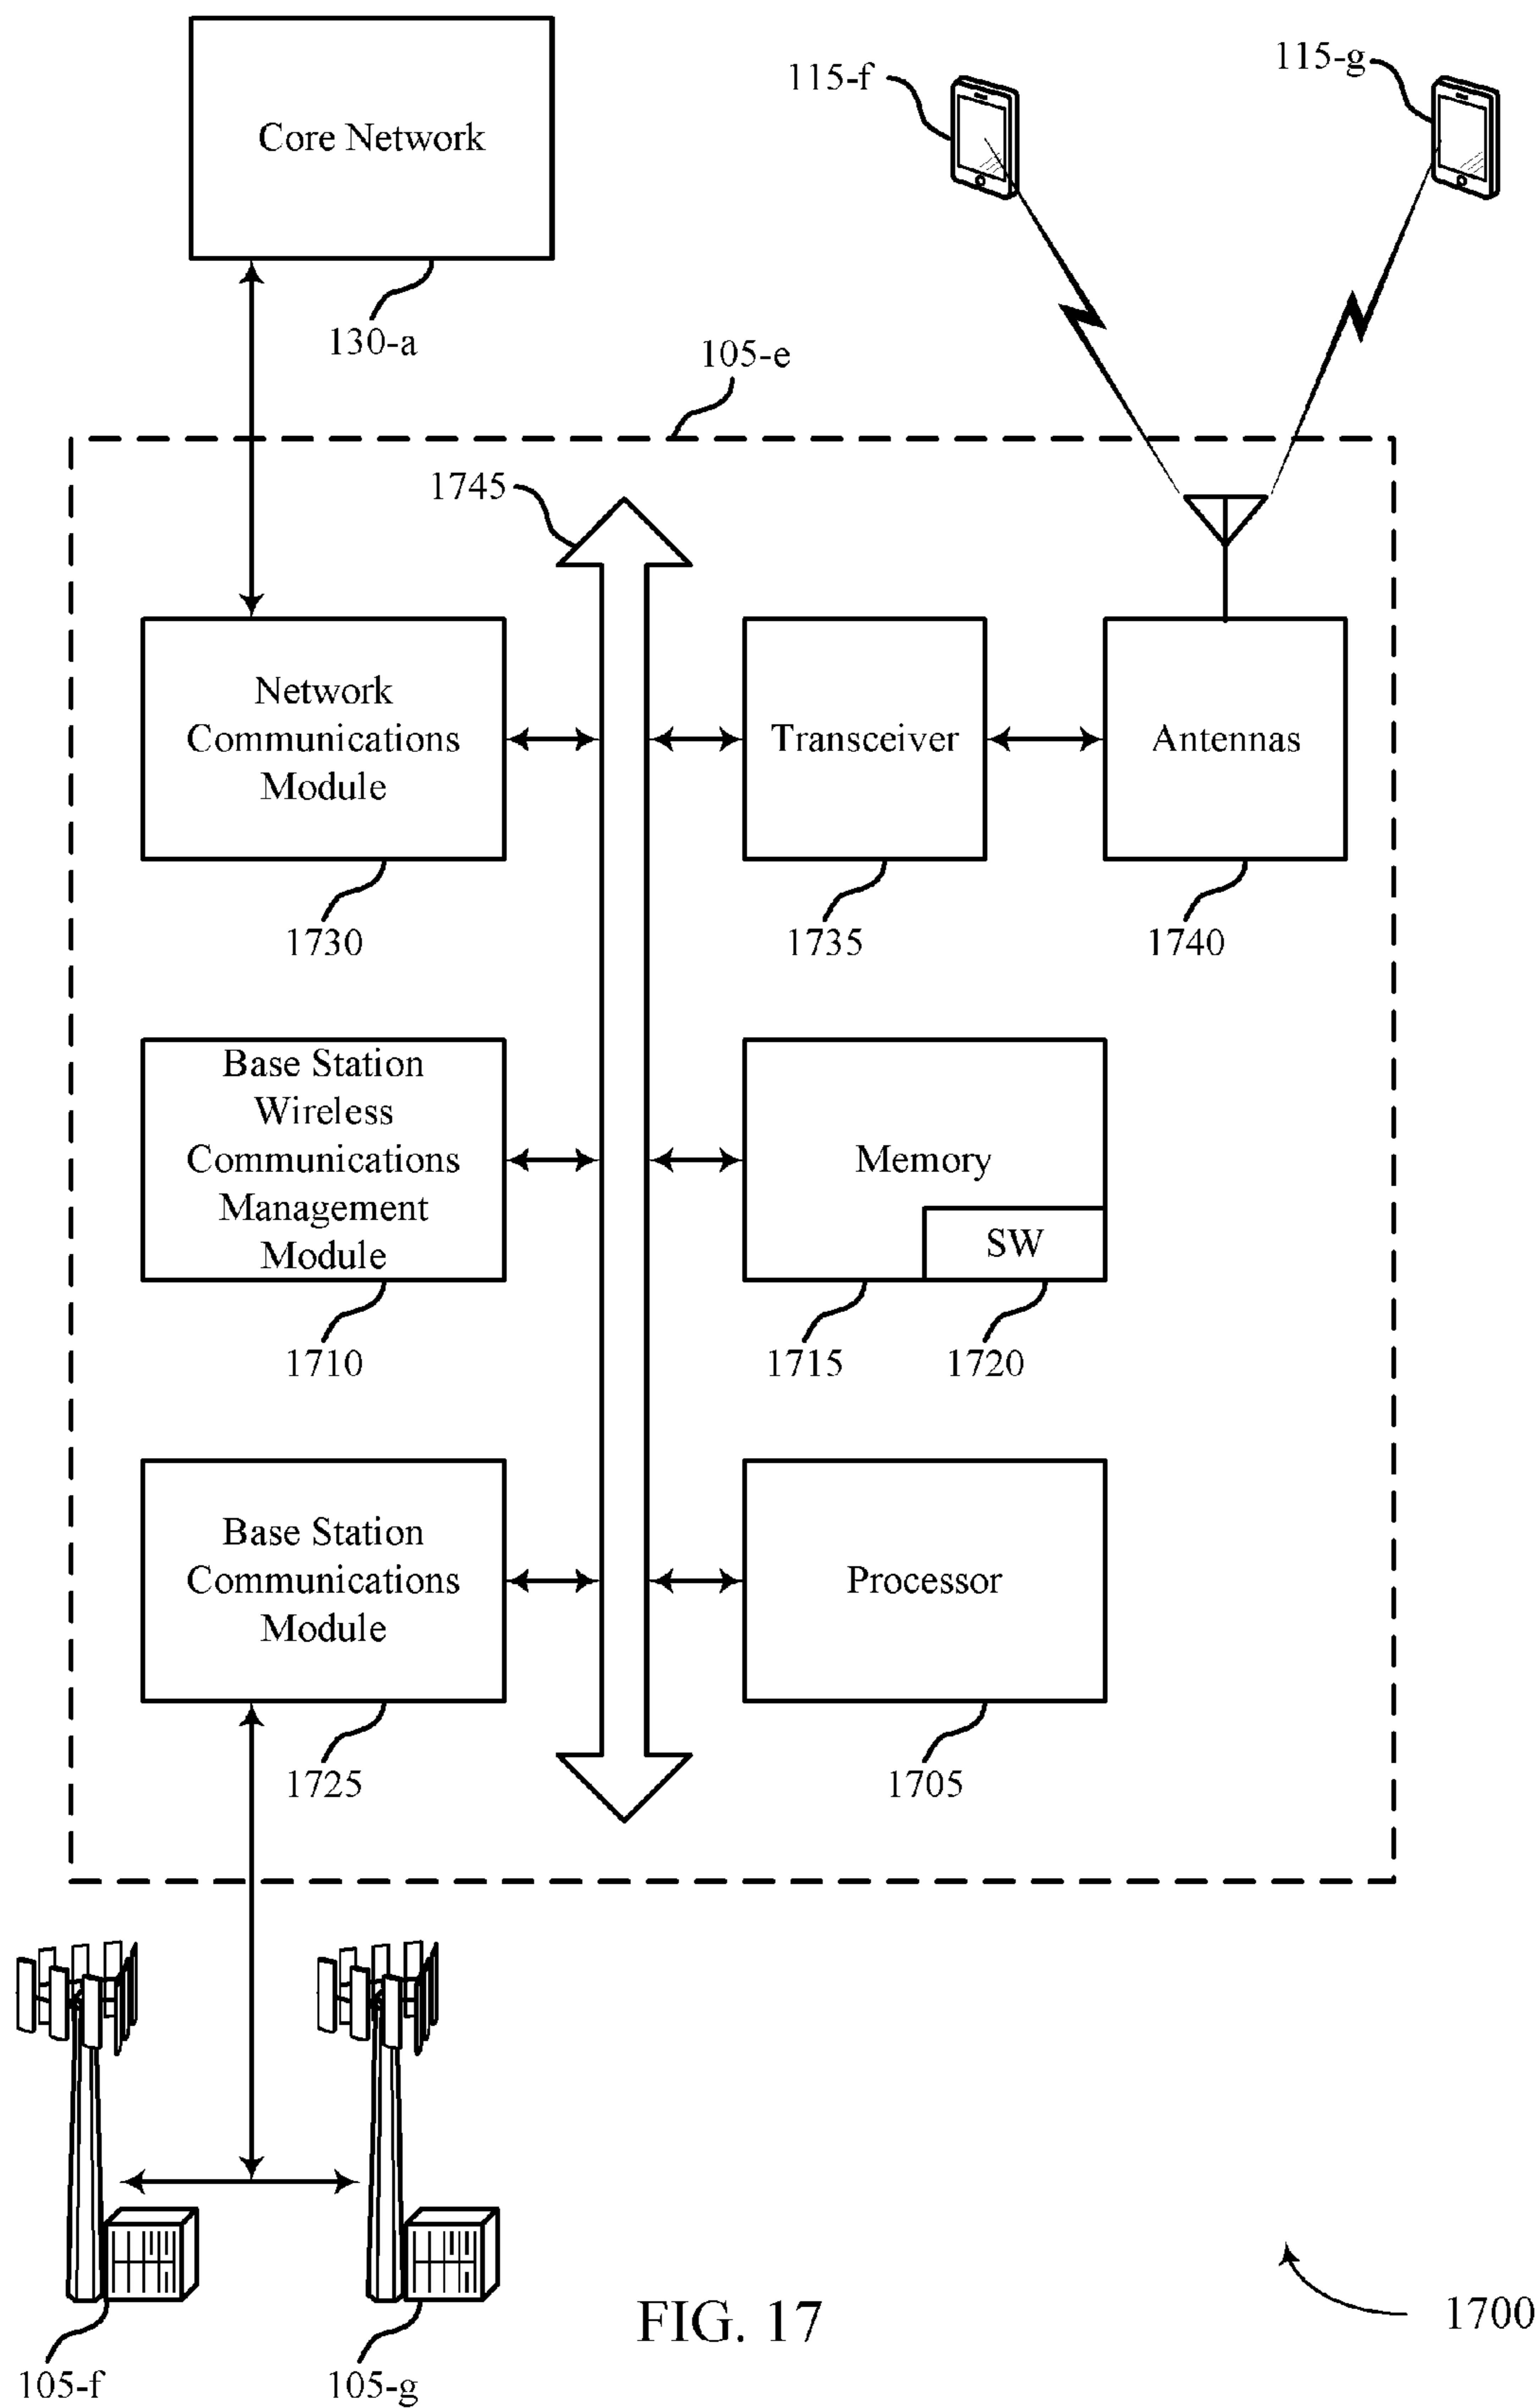 Core Network
115-f
115-g
130-a
105-e
1745
Network
Communications
Module
Transceiver
Antennas
1730
1735
1740
Base Station
Wireless
Communications
Management
Module
Memory
SW
1710
1715
1720
Base Station
Communications
Module
Processor
1725
1705
105-f
105-g
FIG. 17
1700